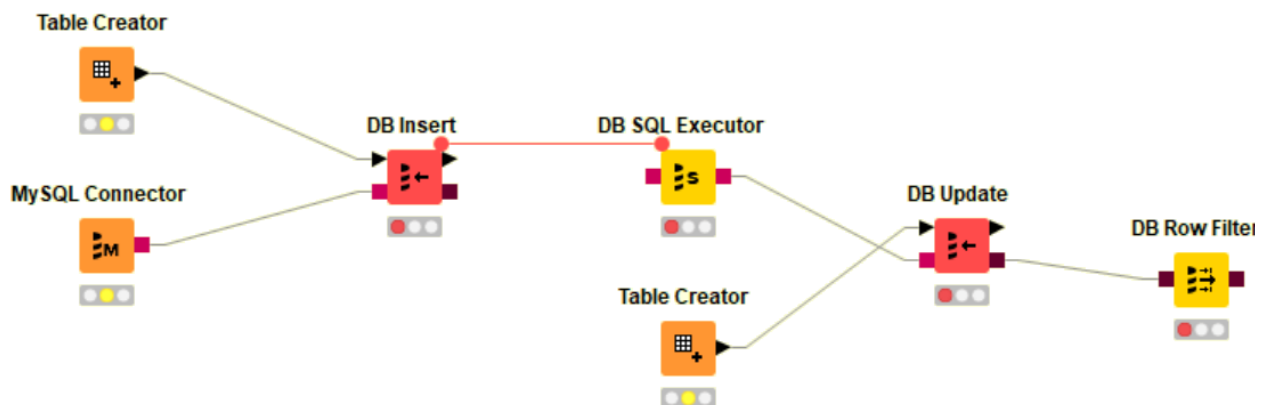 Table Creator
DB Insert
DB SQL Executor
MySQL Connector
M
S
DB Update
DB Row Filter
Table Creator